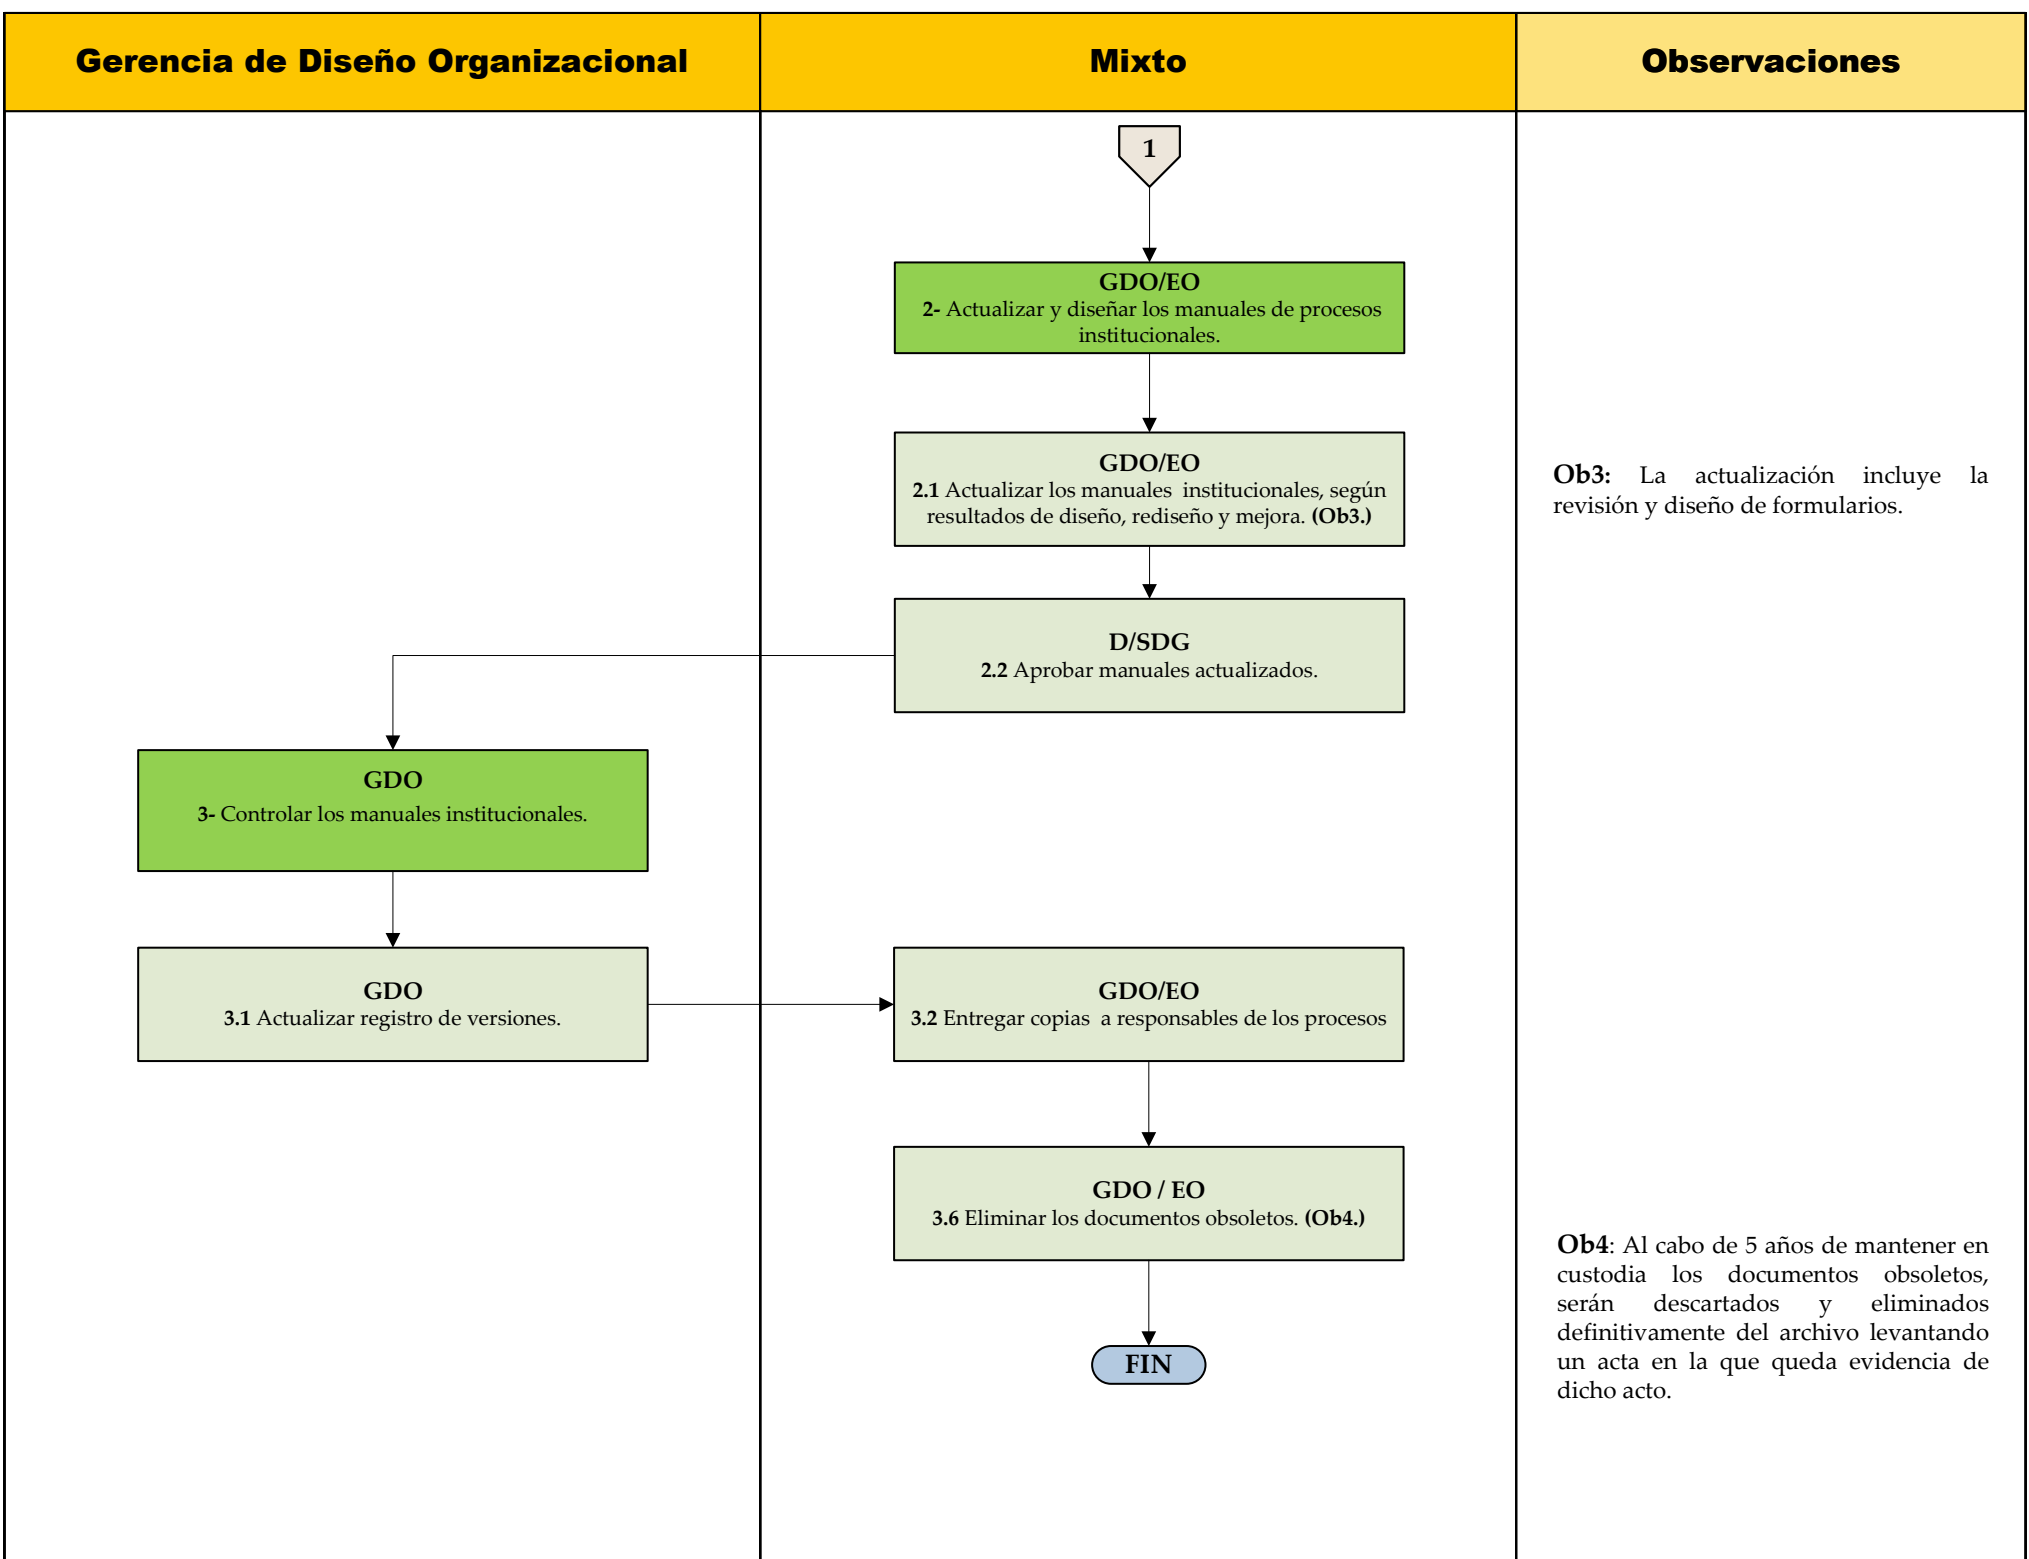 Gerencia de Diseño Organizacional
Mixto
Observaciones
1
GDO/EO
2- Actualizar y diseñar los manuales de procesos
institucionales.
GDO/EO
2.1 Actualizar los manuales  institucionales, según
resultados de diseño, rediseño y mejora. (Ob3.)
Ob3: La actualización incluye la
revisión y diseño de formularios.
D/SDG
2.2 Aprobar manuales actualizados.
GDO
3- Controlar los manuales institucionales.
GDO
3.1 Actualizar registro de versiones.
GDO/EO
3.2 Entregar copias  a responsables de los procesos
GDO / EO
3.6 Eliminar los documentos obsoletos. (Ob4.)
Ob4: Al cabo de 5 años de mantener en
custodia los documentos obsoletos,
serán descartados y eliminados
definitivamente del archivo levantando
un acta en la que queda evidencia de
dicho acto.
FIN